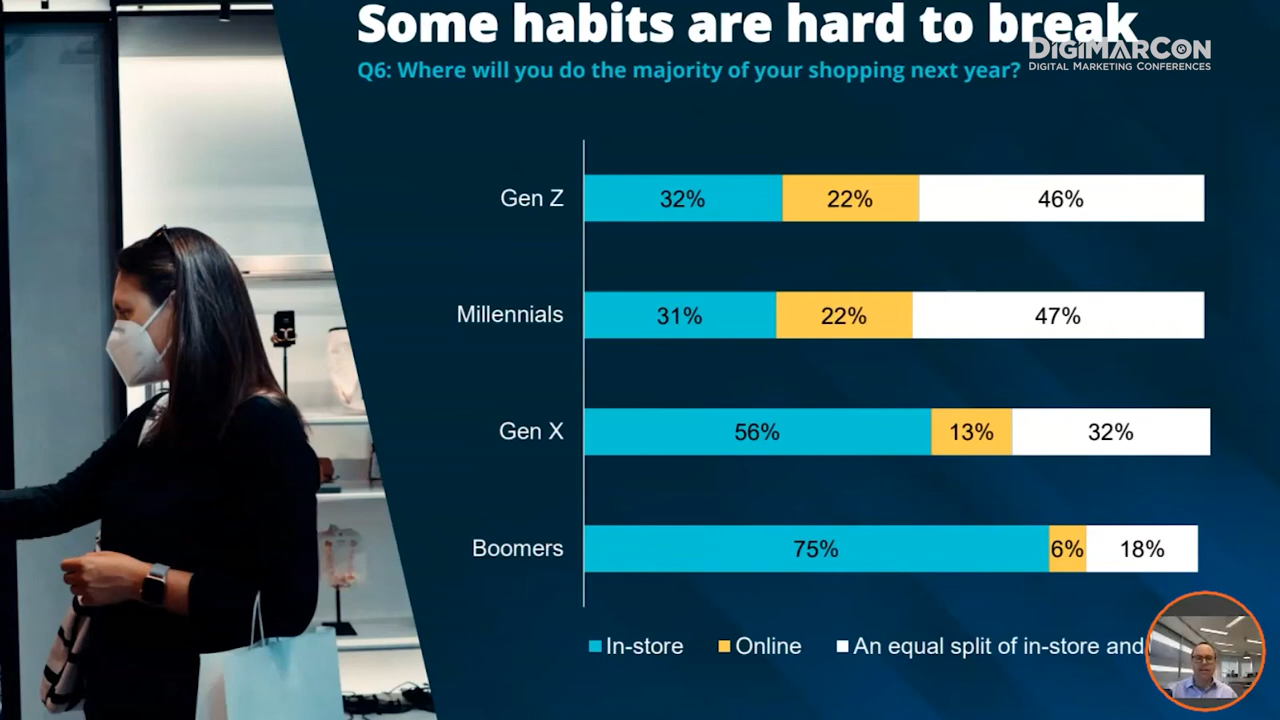 Some habits are hard to break
DIGIMARCON
DIGITAL MARKETING CONFERENCES
Q6: Where will you do the majority of your shopping next year?
Gen Z 32% 22% 46%
Millennials 31% 22% 47%
Gen X 56% 13% 32%
Boomers 75% 6% 18%
In-store Online An equal split of in-store and